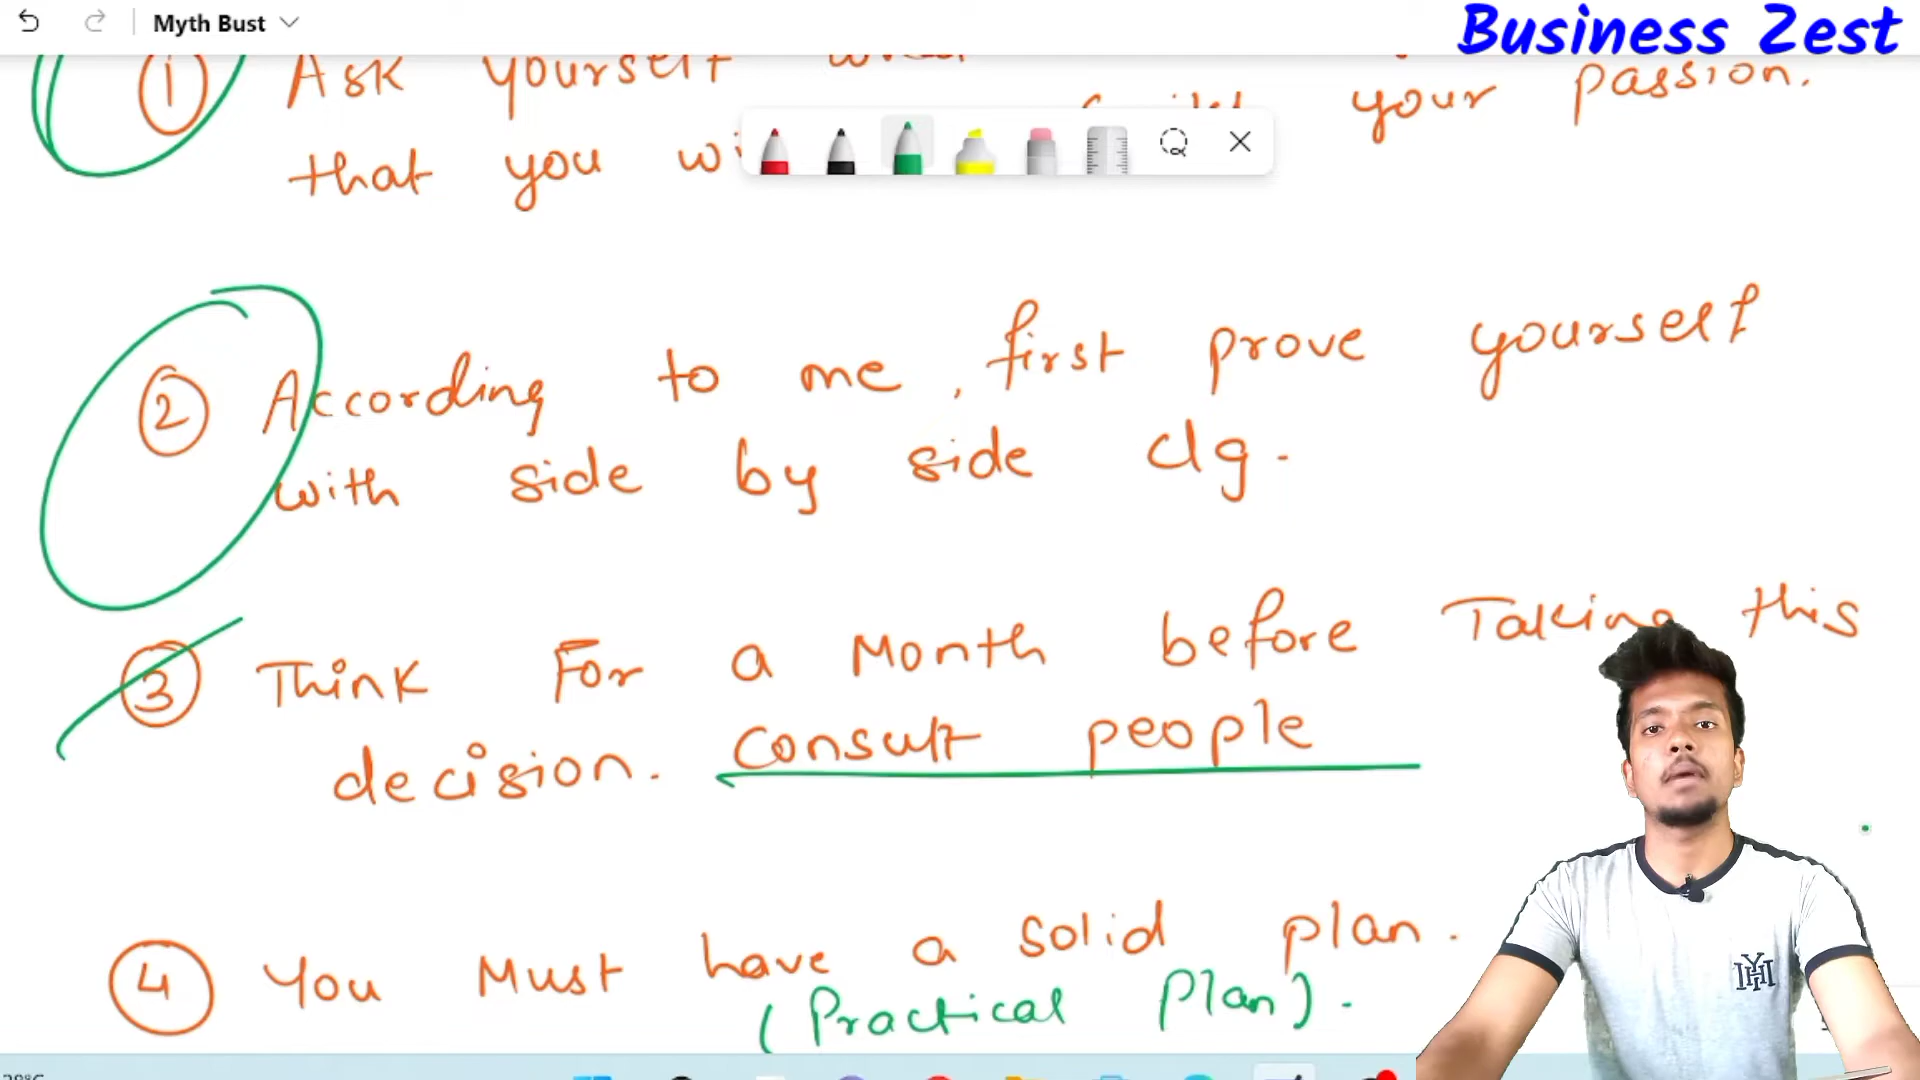 Myth Bust
Business Zest
① Ask yourself your passion.
that you
② According to me, first prove yourself
with side by side clg.
③ Think For a Month before Taking this
decision. Consult people
④ You Must have a solid plan.
(Practical Plan).